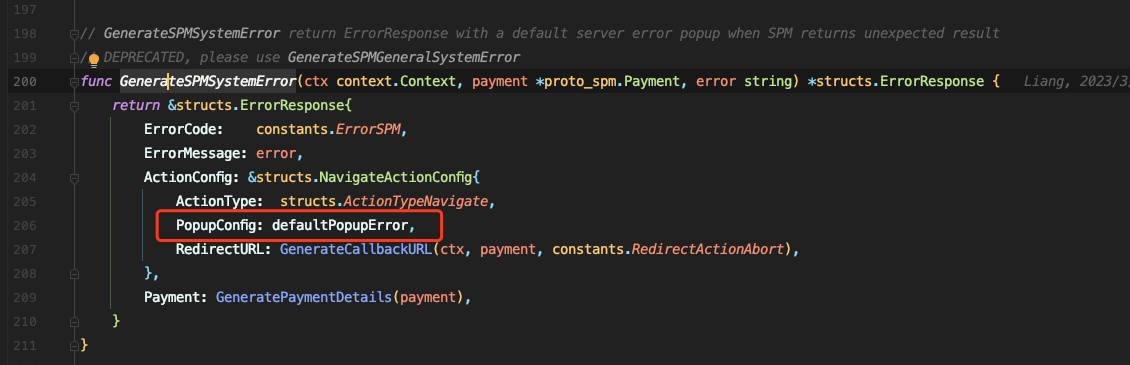 197
198 // GenerateSPMSystemError return ErrorResponse with a default server error popup when SPM returns unexpected result
199 // DEPRECATED, please use GenerateSPMGeneralSystemError
200 func GenerateSPMSystemError(ctx context.Context, payment *proto_spm.Payment, error string) *structs.ErrorResponse { Liang, 2023/3/
201 return &structs.ErrorResponse{
202 ErrorCode: constants.ErrorSPM,
203 ErrorMessage: error,
204 ActionConfig: &structs.NavigateActionConfig{
205 ActionType: structs.ActionTypeNavigate,
206 PopupConfig: defaultPopupError,
207 RedirectURL: GenerateCallbackURL(ctx, payment, constants.RedirectActionAbort),
208 },
209 Payment: GeneratePaymentDetails(payment),
210 }
211 }